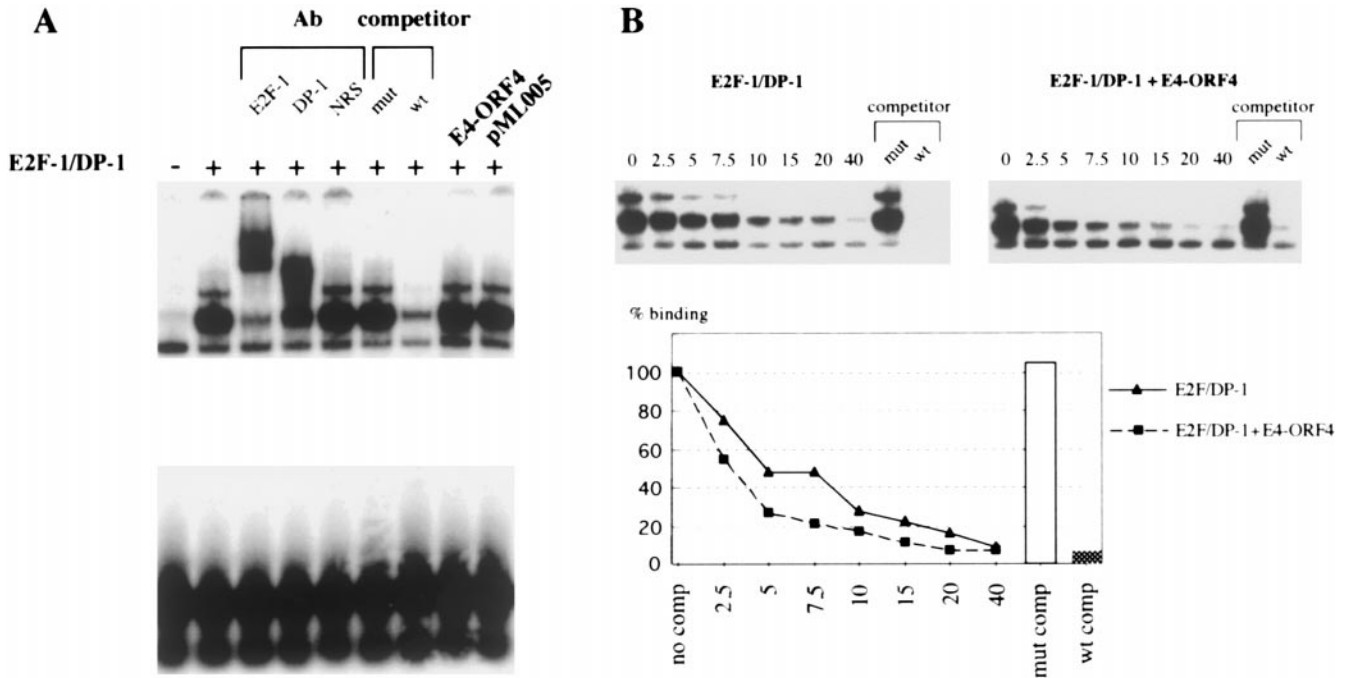 A
Ab competitor
E2F-1 DP-1 NRS mut wt E4-ORF4 pML005
E2F-1/DP-1 - + + + + + + + +
B
E2F-1/DP-1
competitor
0 2.5 5 7.5 10 15 20 40 mut wt
E2F-1/DP-1 + E4-ORF4
competitor
0 2.5 5 7.5 10 15 20 40 mut wt
% binding
100
80
60
40
20
0
no comp 2.5 5 7.5 10 15 20 40 mut comp wt comp
E2F/DP-1
E2F/DP-1+E4-ORF4